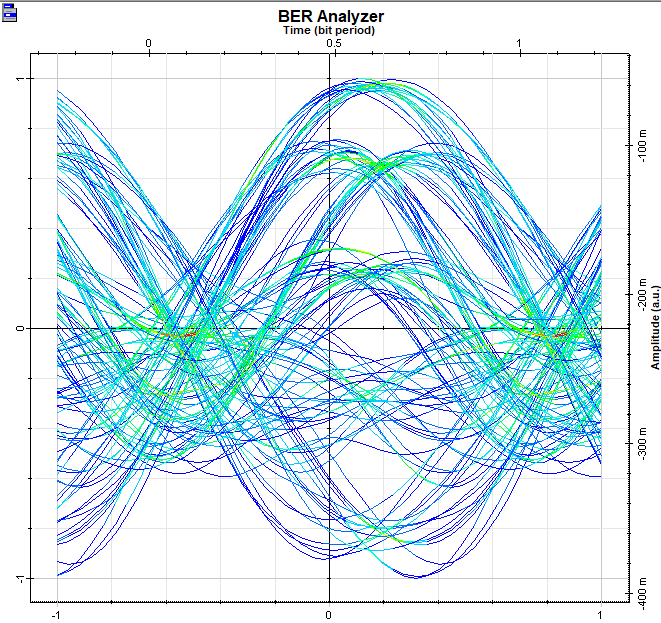 BER Analyzer
Time (bit period)
0 0.5 1
1
0
-1
-100 m
-200 m
-300 m
-400 m
Amplitude (a.u.)
-1 0 1